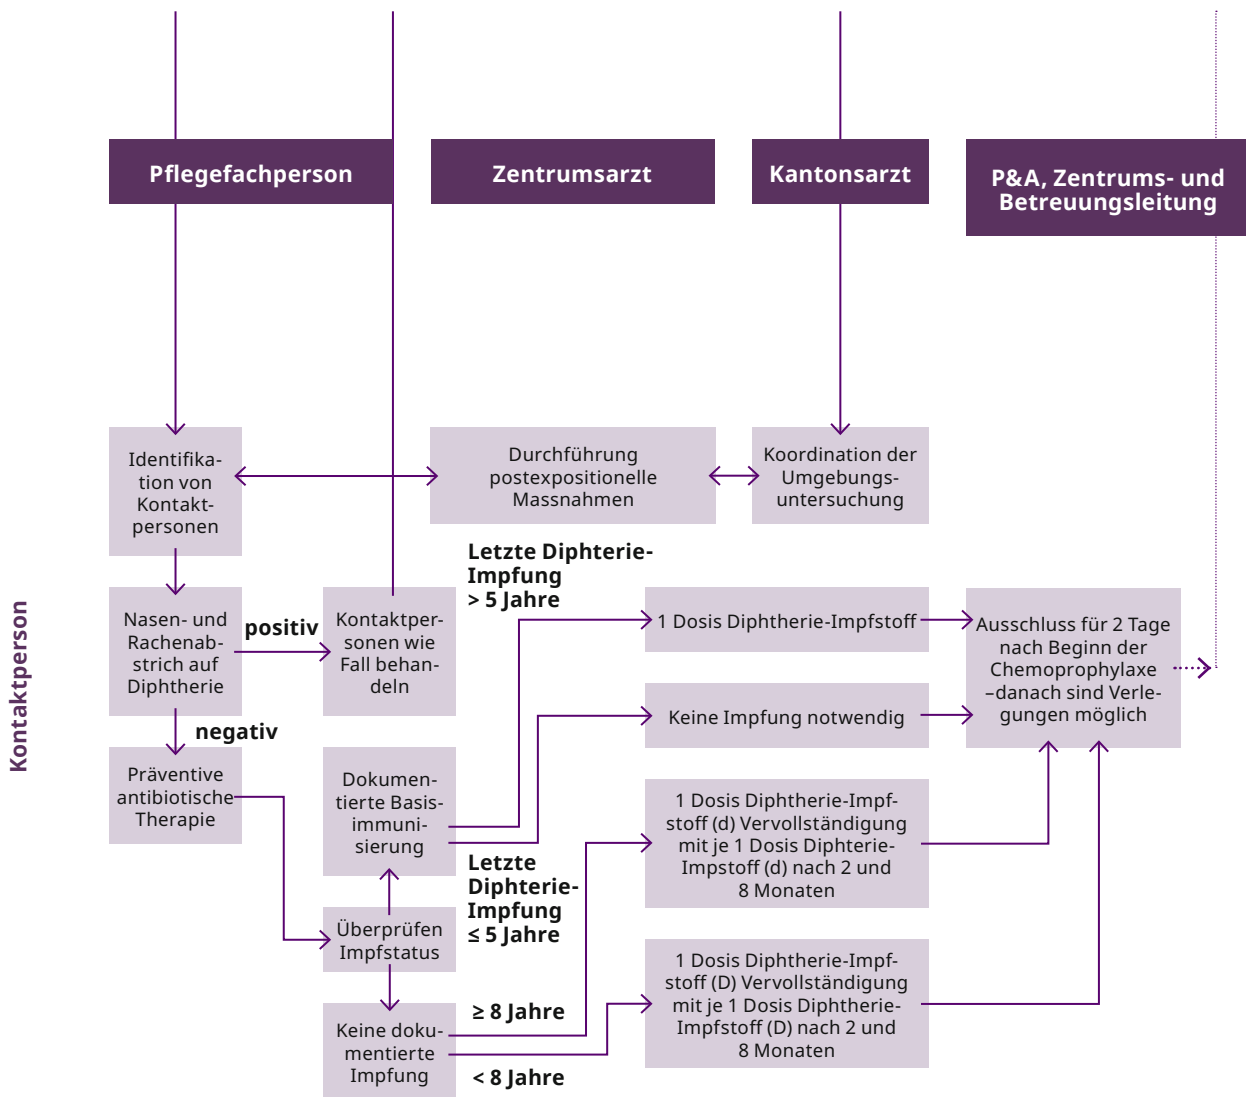 Pflegefachperson
Zentrumsarzt
Kantonsarzt
P&A, Zentrums- und
Betreuungsleitung
Kontaktperson
Identifika-
tion von
Kontakt-
personen
Durchführung
postexpositionelle
Massnahmen
Koordination der
Umgebungs-
untersuchung
Nasen- und
Rachenab-
strich auf
Diphtherie
positiv
Kontaktper-
sonen wie
Fall behan-
deln
negativ
Präventive
antibiotische
Therapie
Überprüfen
Impfstatus
Dokumen-
tierte Basis-
immuni-
sierung
Letzte Diphterie-
Impfung
> 5 Jahre
1 Dosis Diphtherie-Impfstoff
Letzte
Diphterie-
Impfung
≤ 5 Jahre
Keine Impfung notwendig
Keine doku-
mentierte
Impfung
≥ 8 Jahre
1 Dosis Diphtherie-Impf-
stoff (d) Vervollständigung
mit je 1 Dosis Diphterie-
Impstoff (d) nach 2 und
8 Monaten
< 8 Jahre
1 Dosis Diphtherie-Impf-
stoff (D) Vervollständigung
mit je 1 Dosis Diphtherie-
Impfstoff (D) nach 2 und
8 Monaten
Ausschluss für 2 Tage
nach Beginn der
Chemoprophylaxe
–danach sind Verle-
gungen möglich